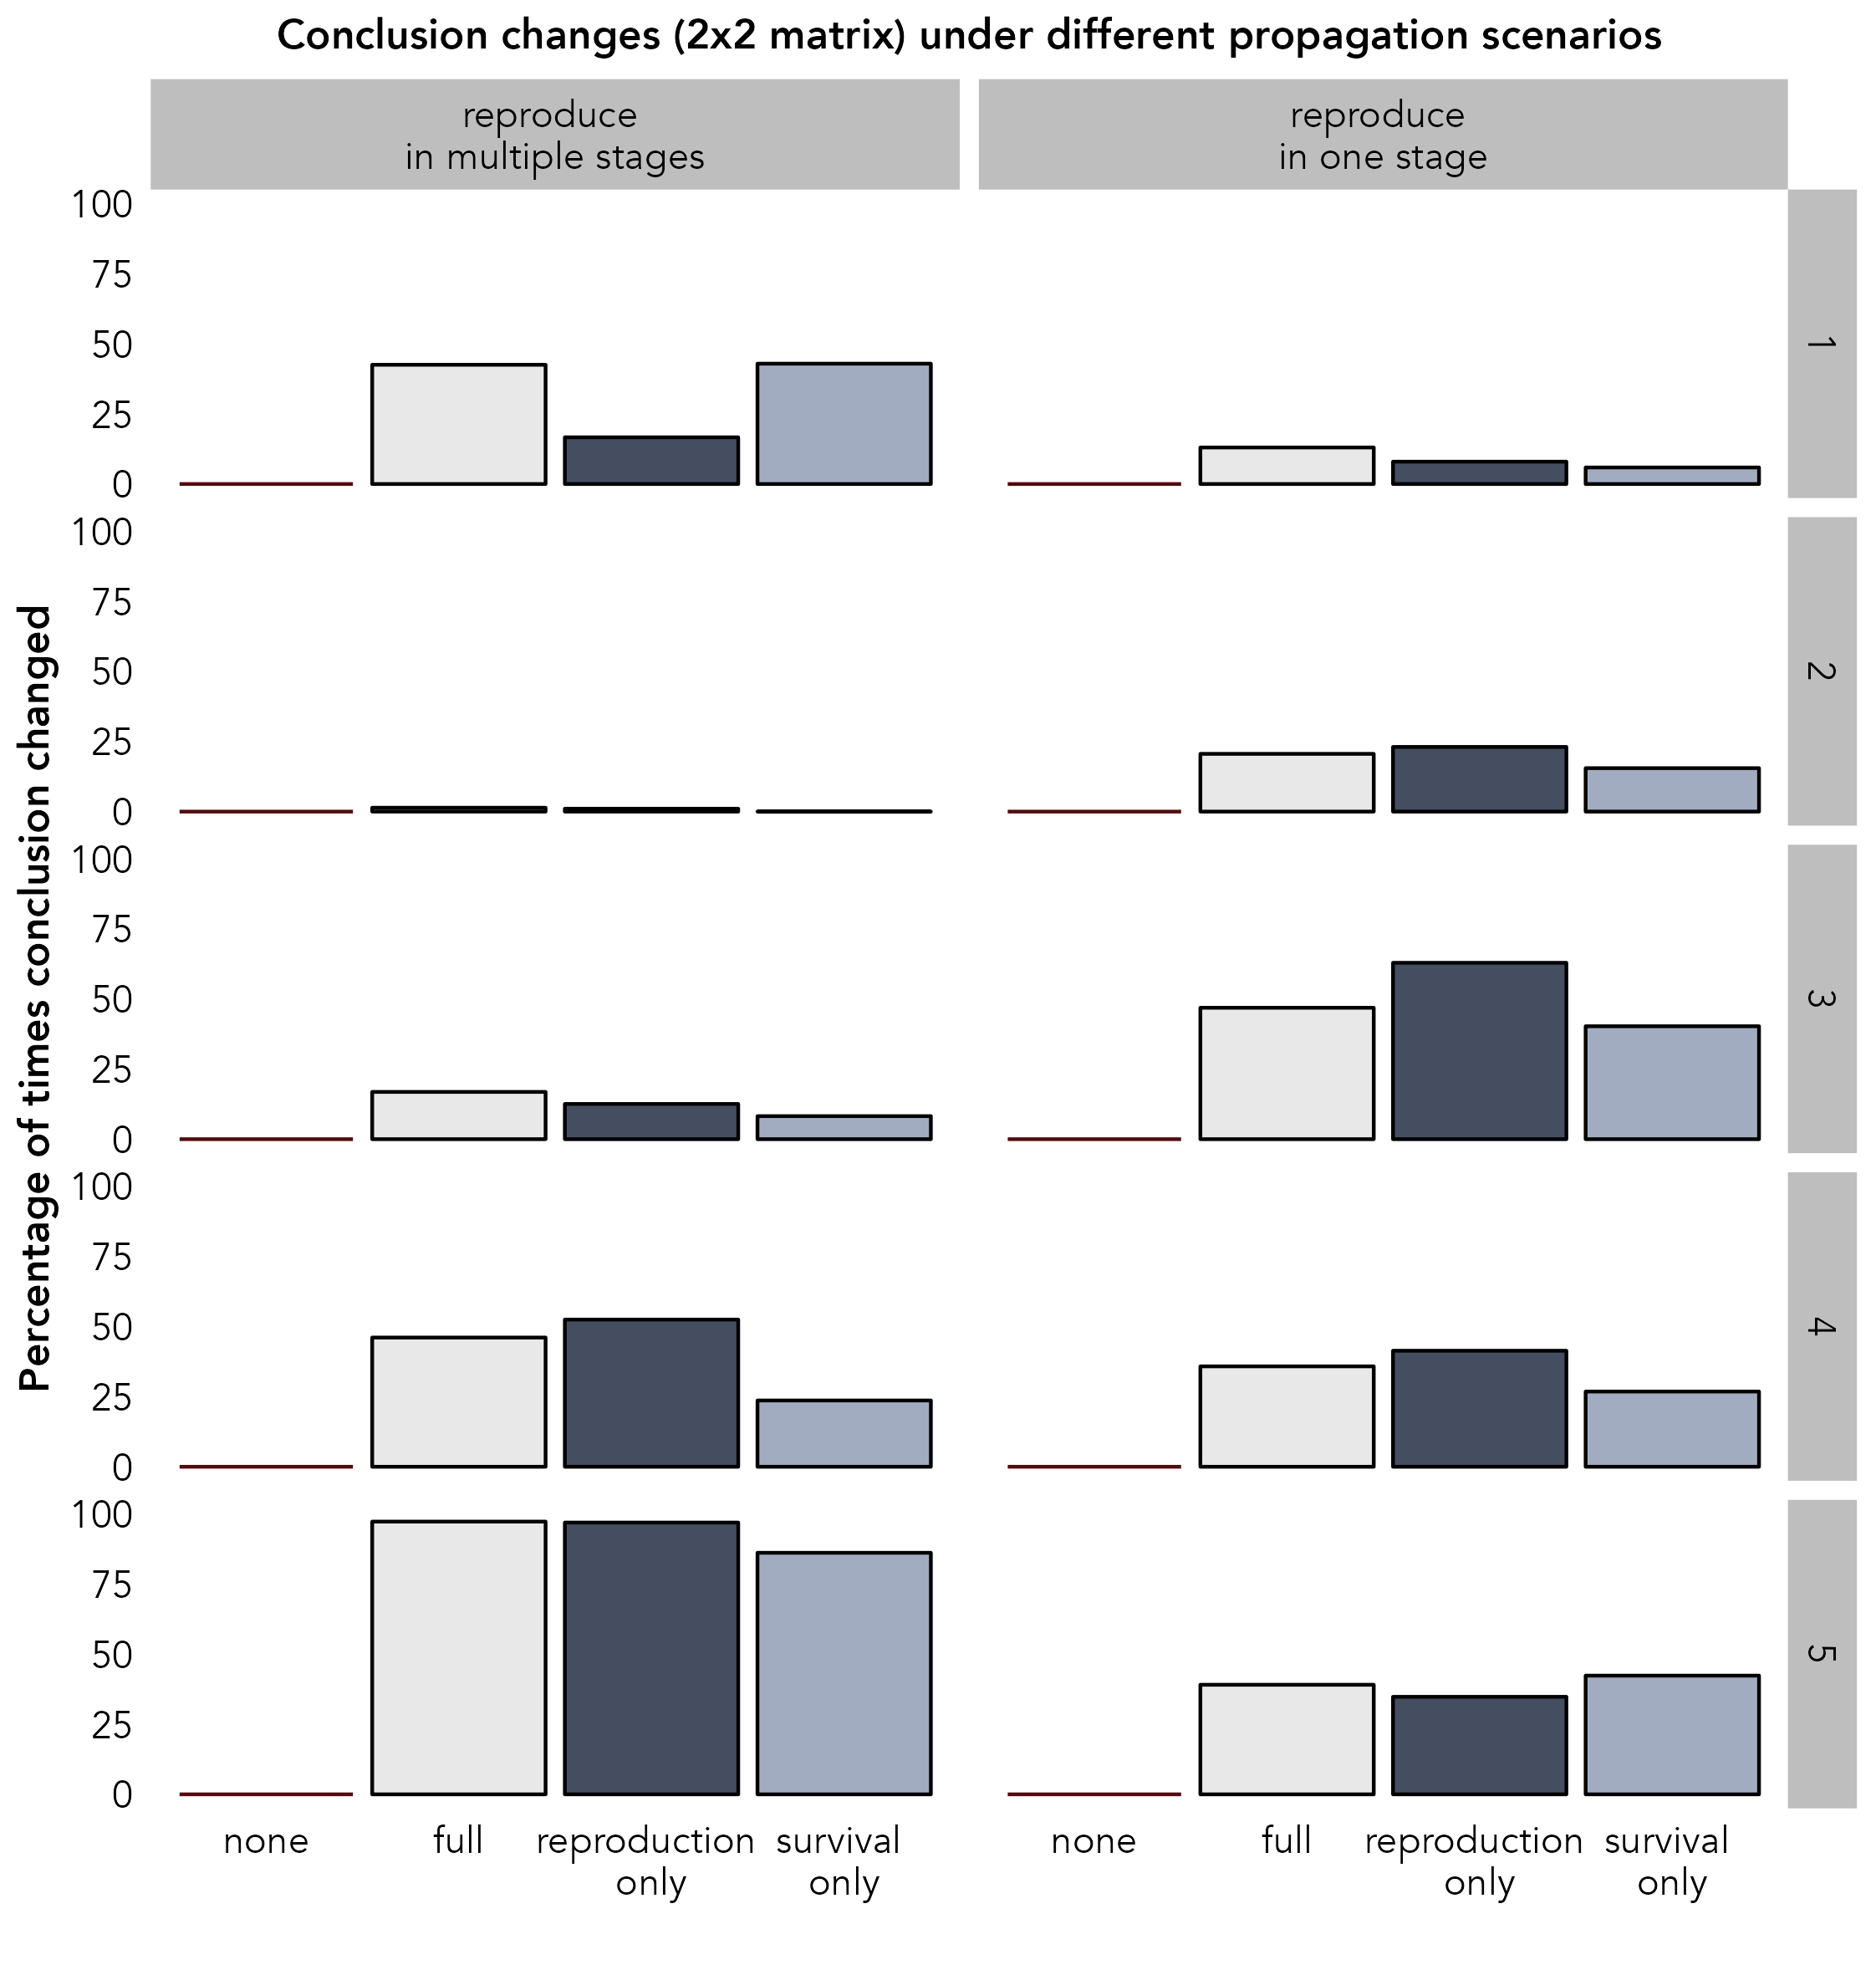 Conclusion changes (2x2 matrix) under different propagation scenarios
reproduce
in multiple stages
reproduce
in one stage
Percentage of times conclusion changed
100
75
50
25
0
1
100
75
50
25
0
2
100
75
50
25
0
3
100
75
50
25
0
4
100
75
50
25
0
5
none
full
reproduction
only
survival
only
none
full
reproduction
only
survival
only